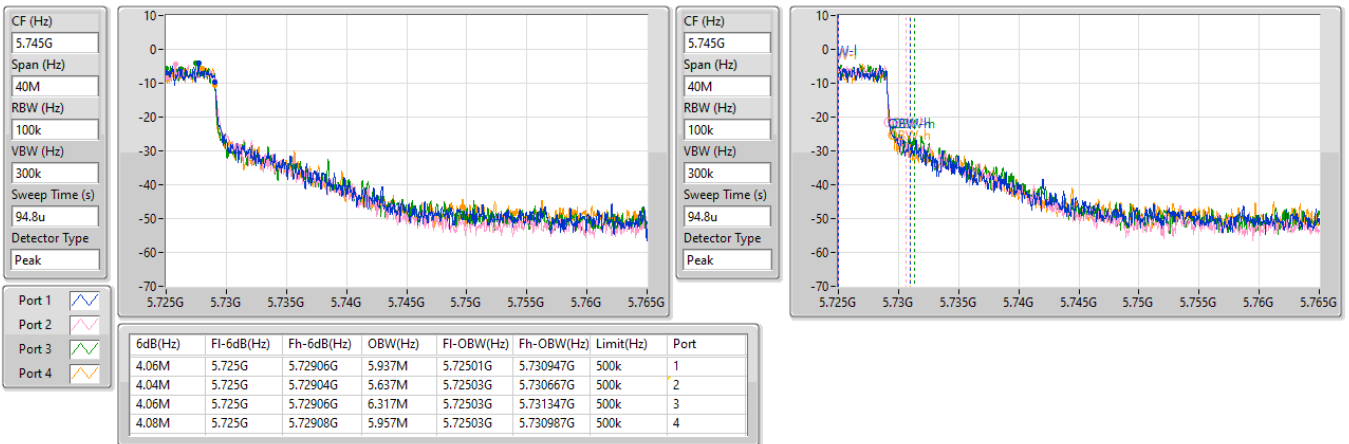 CF (Hz)
5.745G
Span (Hz)
40M
RBW (Hz)
100k
VBW (Hz)
300k
Sweep Time (s)
94.8u
Detector Type
Peak
10
0
-10
-20
-30
-40
-50
-60
-70
5.725G 5.73G 5.735G 5.74G 5.745G 5.75G 5.755G 5.76G 5.765G
CF (Hz)
5.745G
Span (Hz)
40M
RBW (Hz)
100k
VBW (Hz)
300k
Sweep Time (s)
94.8u
Detector Type
Peak
10
0
-10
-20
-30
-40
-50
-60
-70
5.725G 5.73G 5.735G 5.74G 5.745G 5.75G 5.755G 5.76G 5.765G
Port 1
Port 2
Port 3
Port 4
6dB(Hz) Fl-6dB(Hz) Fh-6dB(Hz) OBW(Hz) Fl-OBW(Hz) Fh-OBW(Hz) Limit(Hz) Port
4.06M 5.725G 5.72906G 5.937M 5.72501G 5.730947G 500k 1
4.04M 5.725G 5.72904G 5.637M 5.72503G 5.730667G 500k 2
4.06M 5.725G 5.72906G 6.317M 5.72503G 5.731347G 500k 3
4.08M 5.725G 5.72908G 5.957M 5.72503G 5.730987G 500k 4